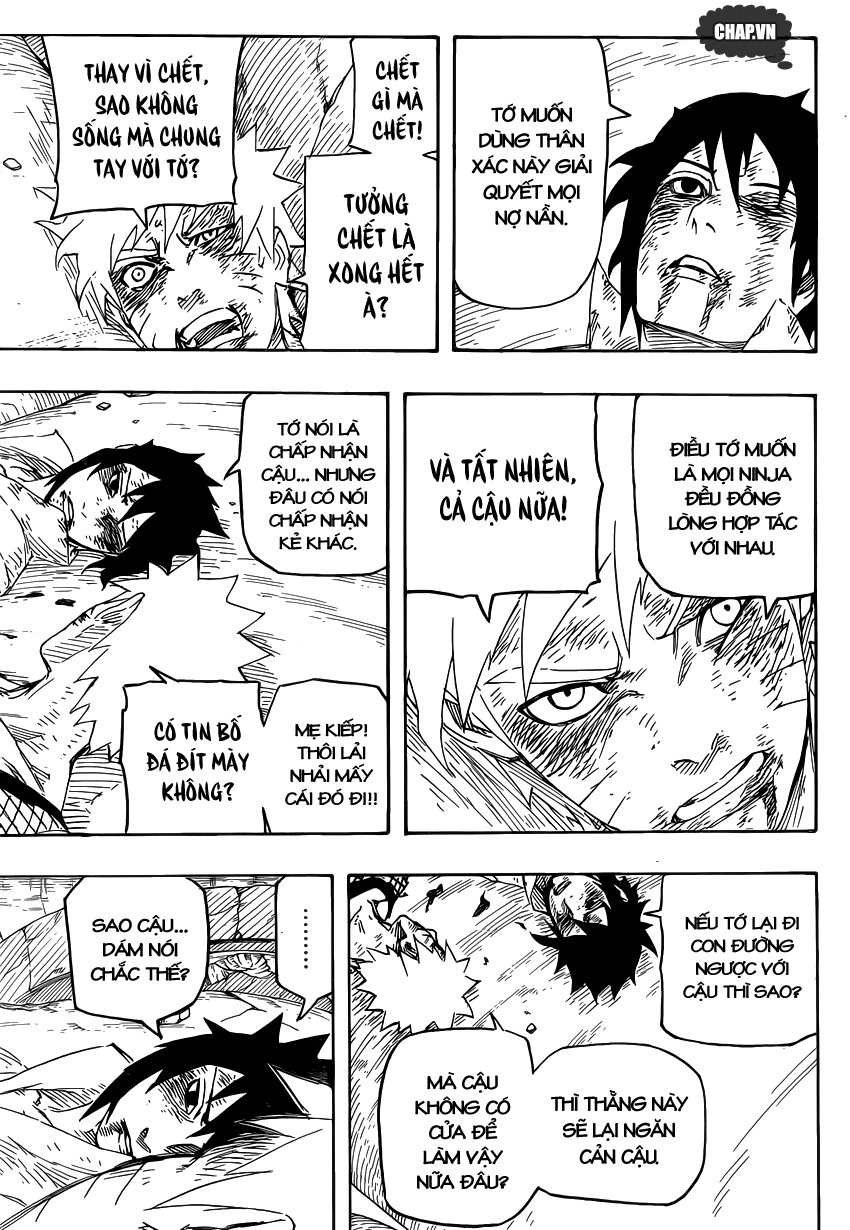 CHAP.VN
TỚ MUỐN
DÙNG THÂN
XÁC NÀY GIẢI
QUYẾT MỌI
NỢ NẦN.
CHẾT
GÌ MÀ
CHẾT!
TƯỞNG
CHẾT LÀ
XONG HẾT
À?
THAY VÌ CHẾT,
SAO KHÔNG
SỐNG MÀ CHUNG
TAY VỚI TỚ?
ĐIỀU TỚ MUỐN
LÀ MỌI NINJA
ĐỀU ĐỒNG
LÒNG HỢP TÁC
VỚI NHAU.
VÀ TẤT NHIÊN,
CẢ CẬU NỮA!
TỚ NÓI LÀ
CHẤP NHẬN
CẬU... NHƯNG
ĐÂU CÓ NÓI
CHẤP NHẬN
KẺ KHÁC.
MẸ KIẾP!
THÔI LẢI
NHẢI MẤY
CÁI ĐÓ ĐI!!
CÓ TIN BỐ
ĐÁ ĐÍT MÀY
KHÔNG?
NẾU TỚ LẠI ĐI
CON ĐƯỜNG
NGƯỢC VỚI
CẬU THÌ SAO?
THÌ THẰNG NÀY
SẼ LẠI NGĂN
CẢN CẬU.
MÀ CẬU
KHÔNG CÓ
CỬA ĐỂ
LÀM VẬY
NỮA ĐÂU?
.........
SAO CẬU...
DÁM NÓI
CHẮC THẾ?